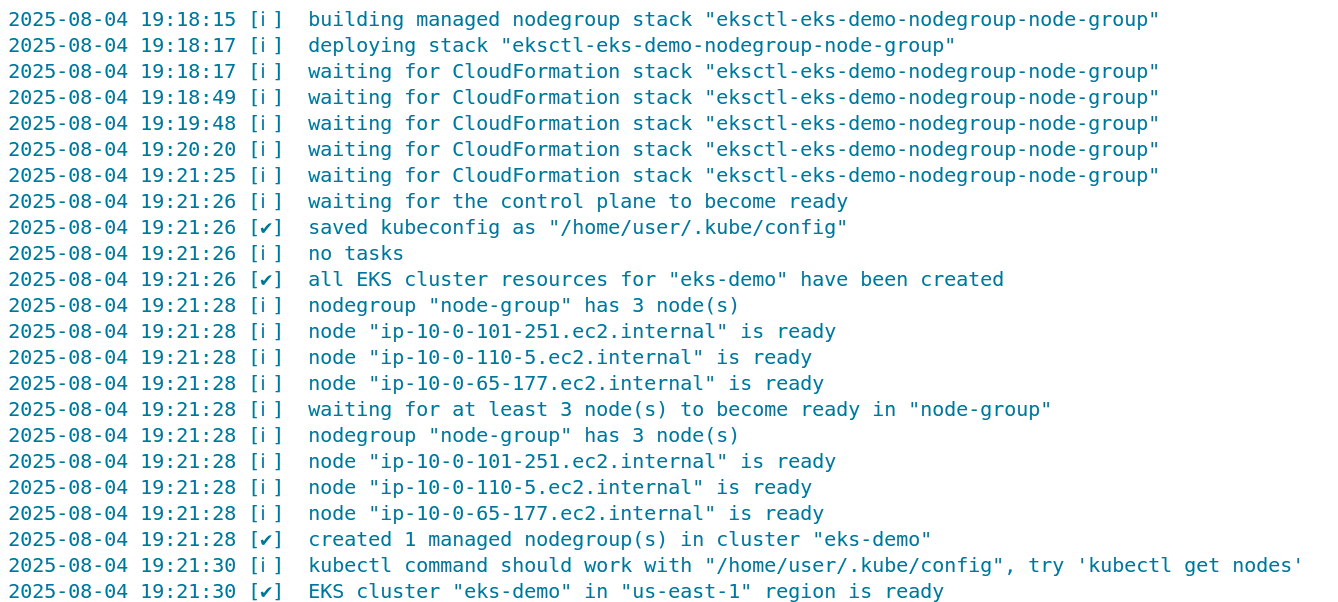 2025-08-04 19:18:15 [ℹ]  building managed nodegroup stack "eksctl-eks-demo-nodegroup-node-group"
2025-08-04 19:18:17 [ℹ]  deploying stack "eksctl-eks-demo-nodegroup-node-group"
2025-08-04 19:18:17 [ℹ]  waiting for CloudFormation stack "eksctl-eks-demo-nodegroup-node-group"
2025-08-04 19:18:49 [ℹ]  waiting for CloudFormation stack "eksctl-eks-demo-nodegroup-node-group"
2025-08-04 19:19:48 [ℹ]  waiting for CloudFormation stack "eksctl-eks-demo-nodegroup-node-group"
2025-08-04 19:20:20 [ℹ]  waiting for CloudFormation stack "eksctl-eks-demo-nodegroup-node-group"
2025-08-04 19:21:25 [ℹ]  waiting for CloudFormation stack "eksctl-eks-demo-nodegroup-node-group"
2025-08-04 19:21:26 [ℹ]  waiting for the control plane to become ready
2025-08-04 19:21:26 [✔]  saved kubeconfig as "/home/user/.kube/config"
2025-08-04 19:21:26 [ℹ]  no tasks
2025-08-04 19:21:26 [✔]  all EKS cluster resources for "eks-demo" have been created
2025-08-04 19:21:28 [ℹ]  nodegroup "node-group" has 3 node(s)
2025-08-04 19:21:28 [ℹ]  node "ip-10-0-101-251.ec2.internal" is ready
2025-08-04 19:21:28 [ℹ]  node "ip-10-0-110-5.ec2.internal" is ready
2025-08-04 19:21:28 [ℹ]  node "ip-10-0-65-177.ec2.internal" is ready
2025-08-04 19:21:28 [ℹ]  waiting for at least 3 node(s) to become ready in "node-group"
2025-08-04 19:21:28 [ℹ]  nodegroup "node-group" has 3 node(s)
2025-08-04 19:21:28 [ℹ]  node "ip-10-0-101-251.ec2.internal" is ready
2025-08-04 19:21:28 [ℹ]  node "ip-10-0-110-5.ec2.internal" is ready
2025-08-04 19:21:28 [ℹ]  node "ip-10-0-65-177.ec2.internal" is ready
2025-08-04 19:21:28 [✔]  created 1 managed nodegroup(s) in cluster "eks-demo"
2025-08-04 19:21:30 [ℹ]  kubectl command should work with "/home/user/.kube/config", try 'kubectl get nodes'
2025-08-04 19:21:30 [✔]  EKS cluster "eks-demo" in "us-east-1" region is ready